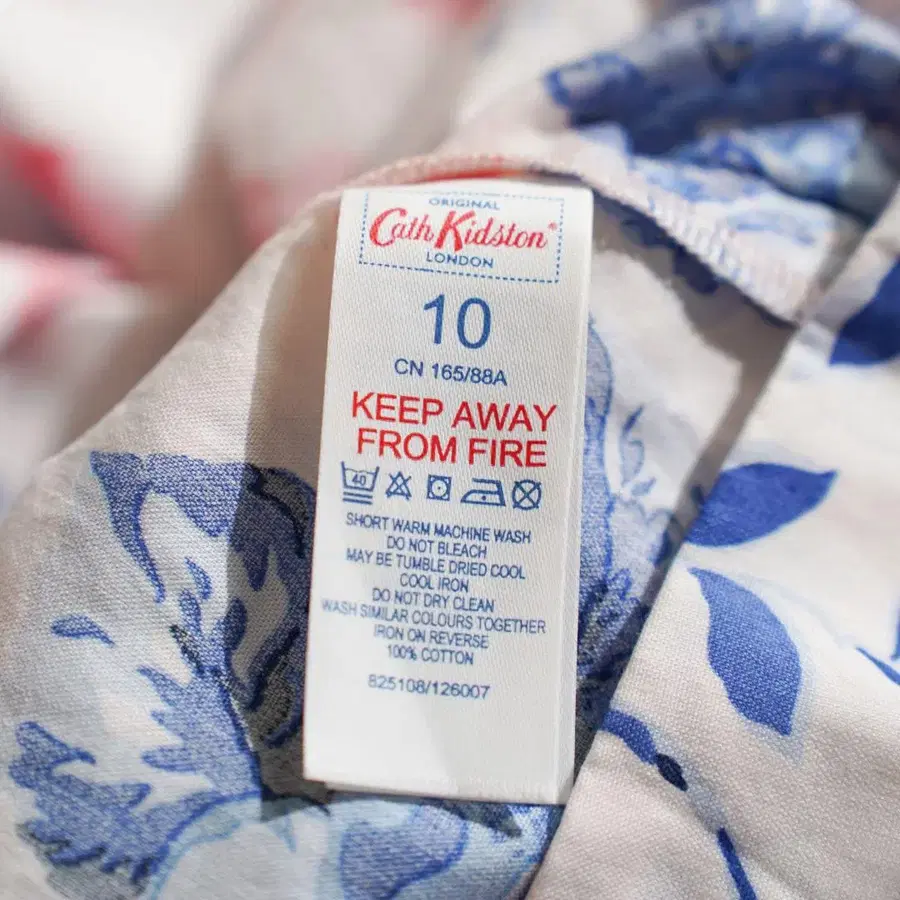 ORIGINAL
Cath Kidston®
LONDON
10
CN 165/88A
KEEP AWAY
FROM FIRE
40
SHORT WARM MACHINE WASH
DO NOT BLEACH
MAY BE TUMBLE DRIED COOL
COOL IRON
DO NOT DRY CLEAN
WASH SIMILAR COLOURS TOGETHER
IRON ON REVERSE
100% COTTON
825108/126007